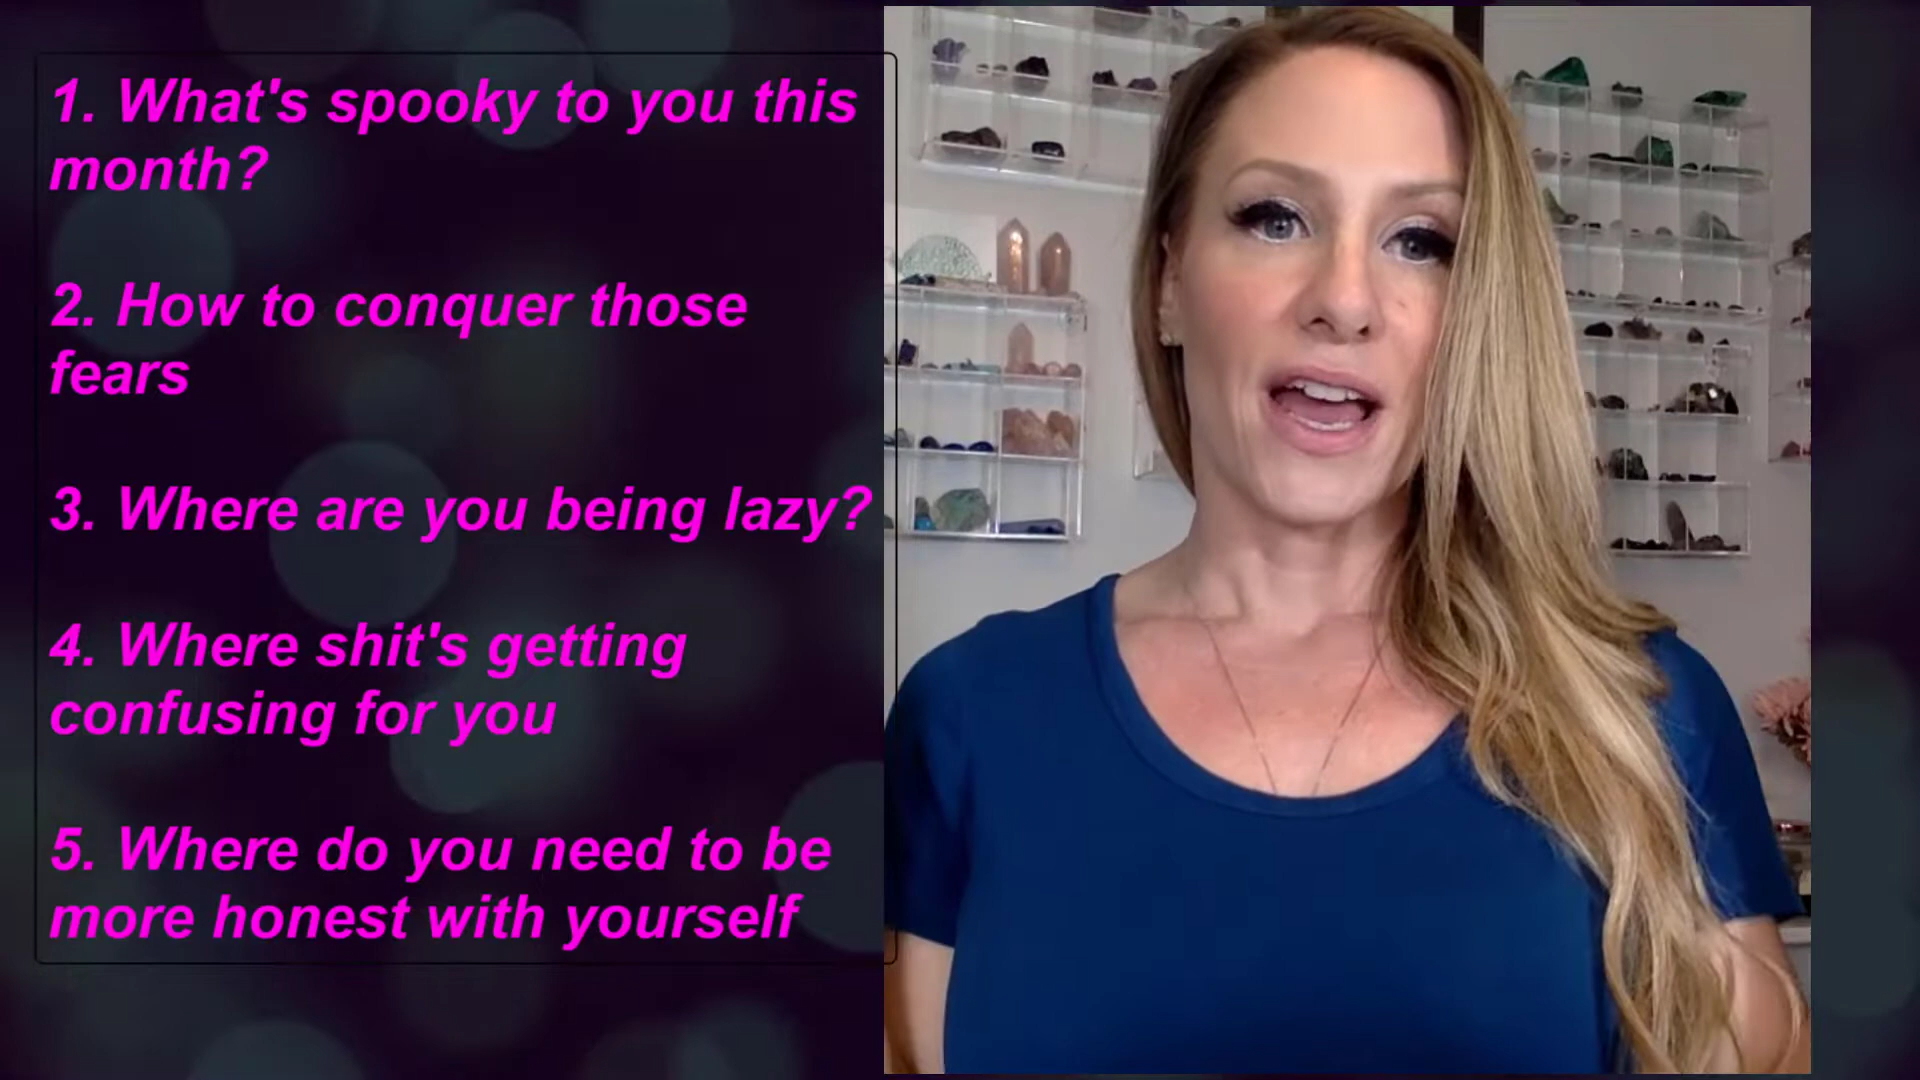 1. What's spooky to you this
month?
2. How to conquer those
fears
3. Where are you being lazy?
4. Where shit's getting
confusing for you
5. Where do you need to be
more honest with yourself